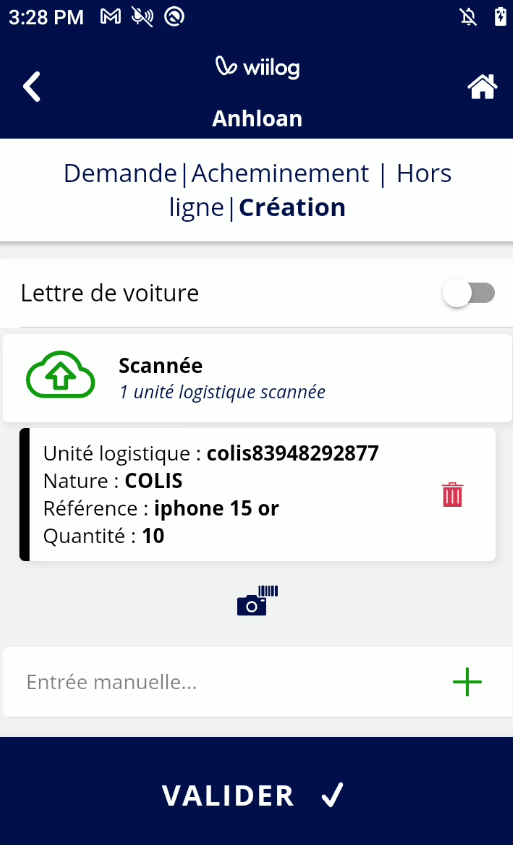 3:28 PM
wiilog
Anhloan
Demande|Acheminement | Hors
ligne|Création
Lettre de voiture
Scannée
1 unité logistique scannée
Unité logistique : colis83948292877
Nature : COLIS
Référence : iphone 15 or
Quantité : 10
Entrée manuelle...
VALIDER